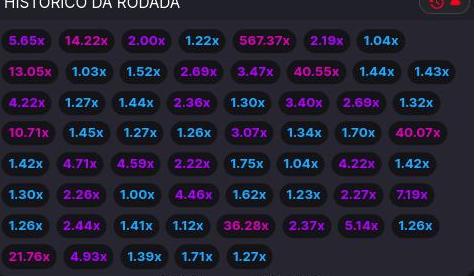 HISTÓRICO DA RODADA
5.65x 14.22x 2.00x 1.22x 567.37x 2.19x 1.04x
13.05x 1.03x 1.52x 2.69x 3.47x 40.55x 1.44x 1.43x
4.22x 1.27x 1.44x 2.36x 1.30x 3.40x 2.69x 1.32x
10.71x 1.45x 1.27x 1.26x 3.07x 1.34x 1.70x 40.07x
1.42x 4.71x 4.59x 2.22x 1.75x 1.04x 4.22x 1.42x
1.30x 2.26x 1.00x 4.46x 1.62x 1.23x 2.27x 7.19x
1.26x 2.44x 1.41x 1.12x 36.28x 2.37x 5.14x 1.26x
21.76x 4.93x 1.39x 1.71x 1.27x